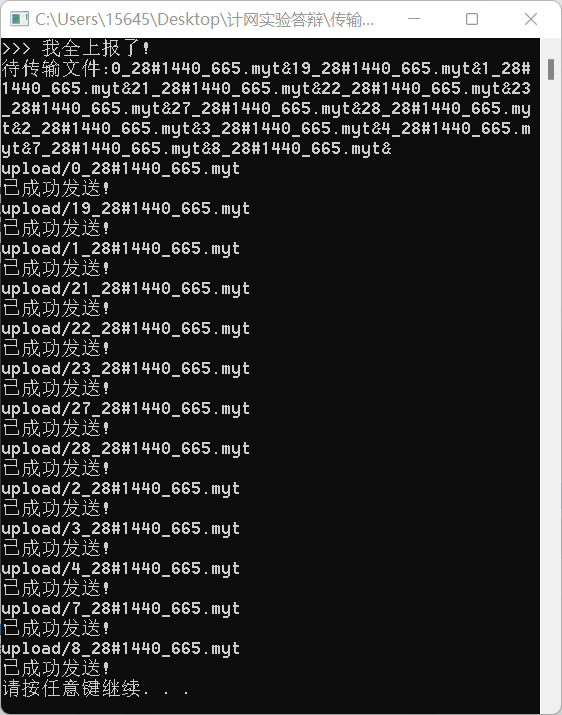 C:\Users\15645\Desktop\计网实验答辩\传输...
>>> 我全上报了!
待传输文件:0_28#1440_665.myt&19_28#1440_665.myt&1_28#
1440_665.myt&21_28#1440_665.myt&22_28#1440_665.myt&23
_28#1440_665.myt&27_28#1440_665.myt&28_28#1440_665.my
t&2_28#1440_665.myt&3_28#1440_665.myt&4_28#1440_665.m
yt&7_28#1440_665.myt&8_28#1440_665.myt&
upload/0_28#1440_665.myt
已成功发送!
upload/19_28#1440_665.myt
已成功发送!
upload/1_28#1440_665.myt
已成功发送!
upload/21_28#1440_665.myt
已成功发送!
upload/22_28#1440_665.myt
已成功发送!
upload/23_28#1440_665.myt
已成功发送!
upload/27_28#1440_665.myt
已成功发送!
upload/28_28#1440_665.myt
已成功发送!
upload/2_28#1440_665.myt
已成功发送!
upload/3_28#1440_665.myt
已成功发送!
upload/4_28#1440_665.myt
已成功发送!
upload/7_28#1440_665.myt
已成功发送!
upload/8_28#1440_665.myt
已成功发送!
请按任意键继续. . .